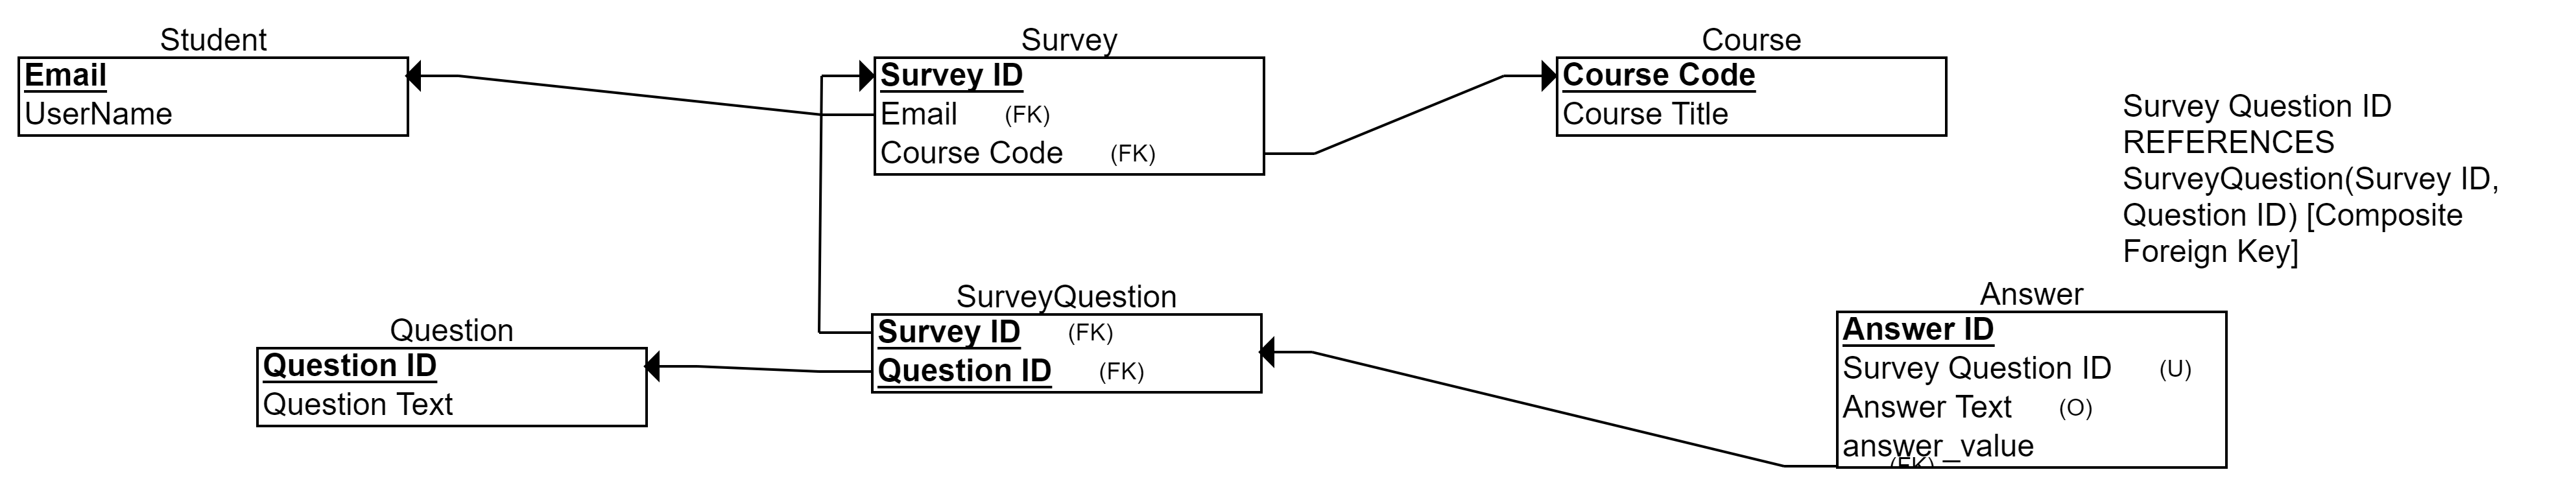 Student
Email
UserName
Survey
Survey ID
Email (FK)
Course Code (FK)
Course
Course Code
Course Title
Survey Question ID
REFERENCES
SurveyQuestion(Survey ID,
Question ID) [Composite
Foreign Key]
Question
Question ID
Question Text
SurveyQuestion
Survey ID (FK)
Question ID (FK)
Answer
Answer ID
Survey Question ID (U)
Answer Text (O)
answer_value
(FK)